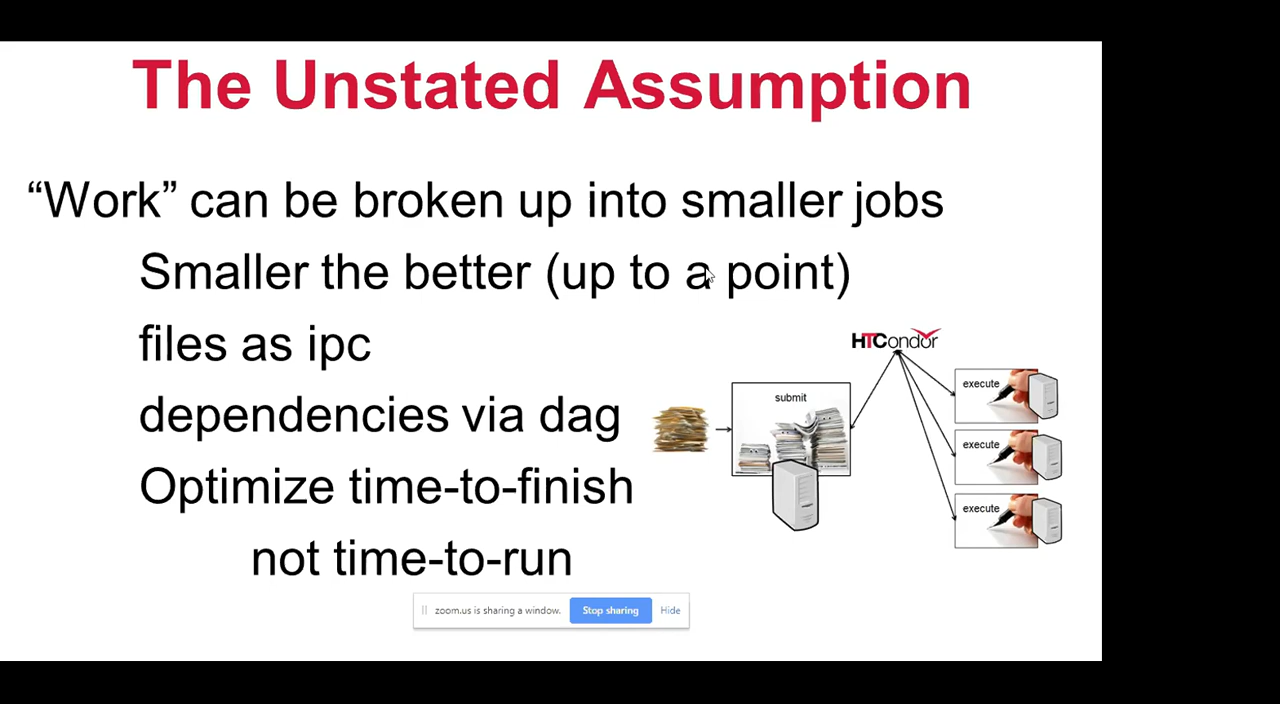 The Unstated Assumption
“Work” can be broken up into smaller jobs
Smaller the better (up to a point)
files as ipc
dependencies via dag
Optimize time-to-finish
not time-to-run
HTCondor
submit
execute
execute
execute
zoom.us is sharing a window.
Stop sharing
Hide